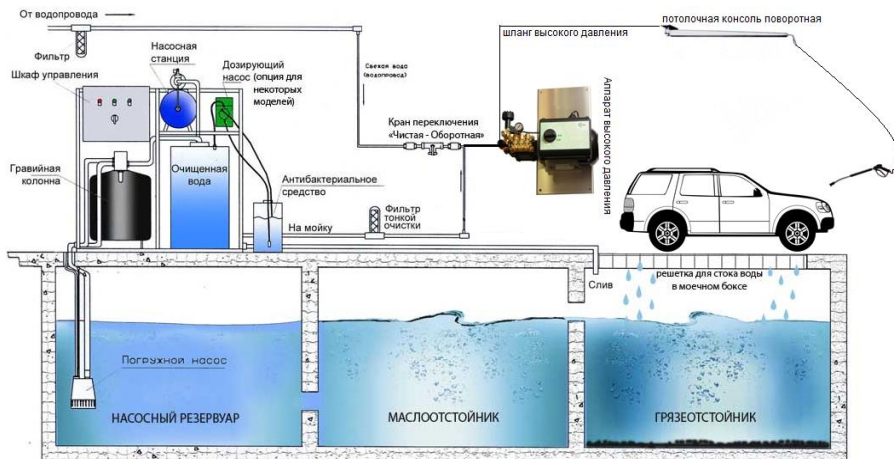 От водопровода
потолочная консоль поворотная
шланг высокого давления
Фильтр
Насосная
станция
Дозирующий
насос (опция для
некоторых
моделей)
Шкаф управления
Свежая вода
(водопровод)
Аппарат высокого давления
Кран переключения
«Чистая - Оборотная»
Гравийная
колонна
Очищенная
вода
Антибактериальное
средство
Фильтр
тонкой
очистки
На мойку
Слив
решетка для стока воды
в моечном боксе
Погружной насос
НАСОСНЫЙ РЕЗЕРВУАР
МАСЛООТСТОЙНИК
ГРЯЗЕОТСТОЙНИК